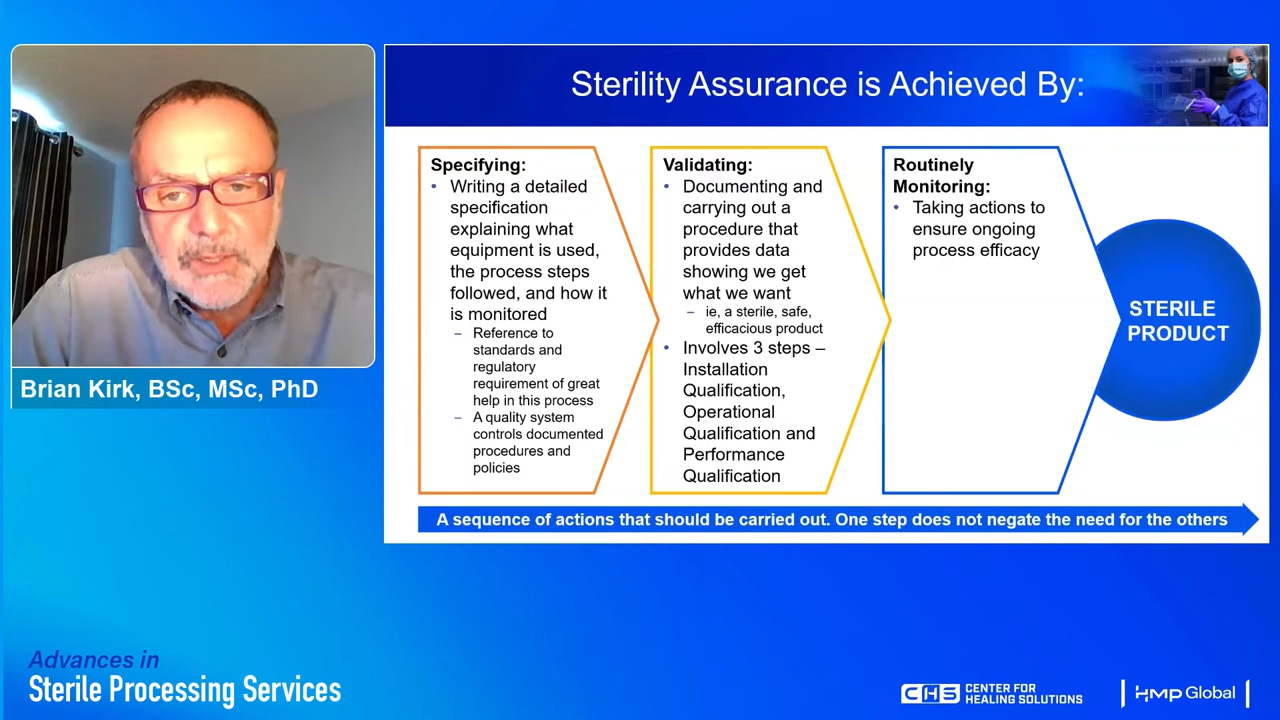 Sterility Assurance is Achieved By:
Specifying:
• Writing a detailed
specification
explaining what
equipment is used,
the process steps
followed, and how it
is monitored
– Reference to
standards and
regulatory
requirement of great
help in this process
– A quality system
controls documented
procedures and
policies
Validating:
• Documenting and
carrying out a
procedure that
provides data
showing we get
what we want
– ie, a sterile, safe,
efficacious product
• Involves 3 steps –
Installation
Qualification,
Operational
Qualification and
Performance
Qualification
Routinely
Monitoring:
• Taking actions to
ensure ongoing
process efficacy
STERILE
PRODUCT
A sequence of actions that should be carried out. One step does not negate the need for the others
Brian Kirk, BSc, MSc, PhD
Advances in
Sterile Processing Services
CHS CENTER FOR
HEALING SOLUTIONS
HMP Global